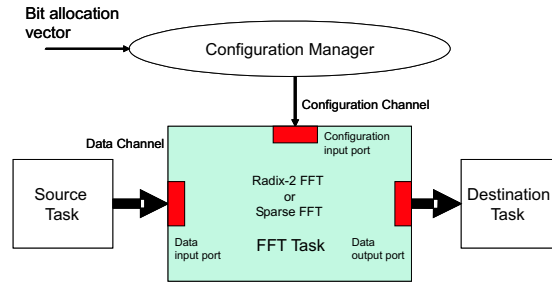 Bit allocation
vector
Configuration Manager
Configuration Channel
Data Channel
Configuration
input port
Source
Task
Radix-2 FFT
or
Sparse FFT
Destination
Task
Data
input port
FFT Task
Data
output port